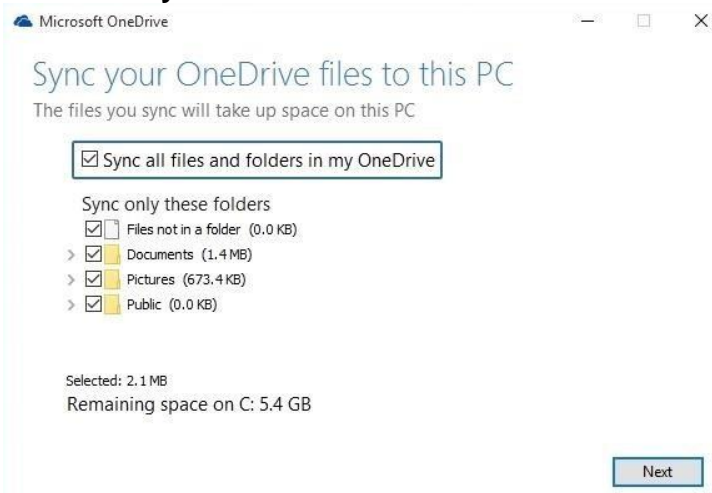 Microsoft OneDrive
Sync your OneDrive files to this PC
The files you sync will take up space on this PC
Sync all files and folders in my OneDrive
Sync only these folders
Files not in a folder (0.0 KB)
Documents (1.4 MB)
Pictures (673.4 KB)
Public (0.0 KB)
Selected: 2.1 MB
Remaining space on C: 5.4 GB
Next